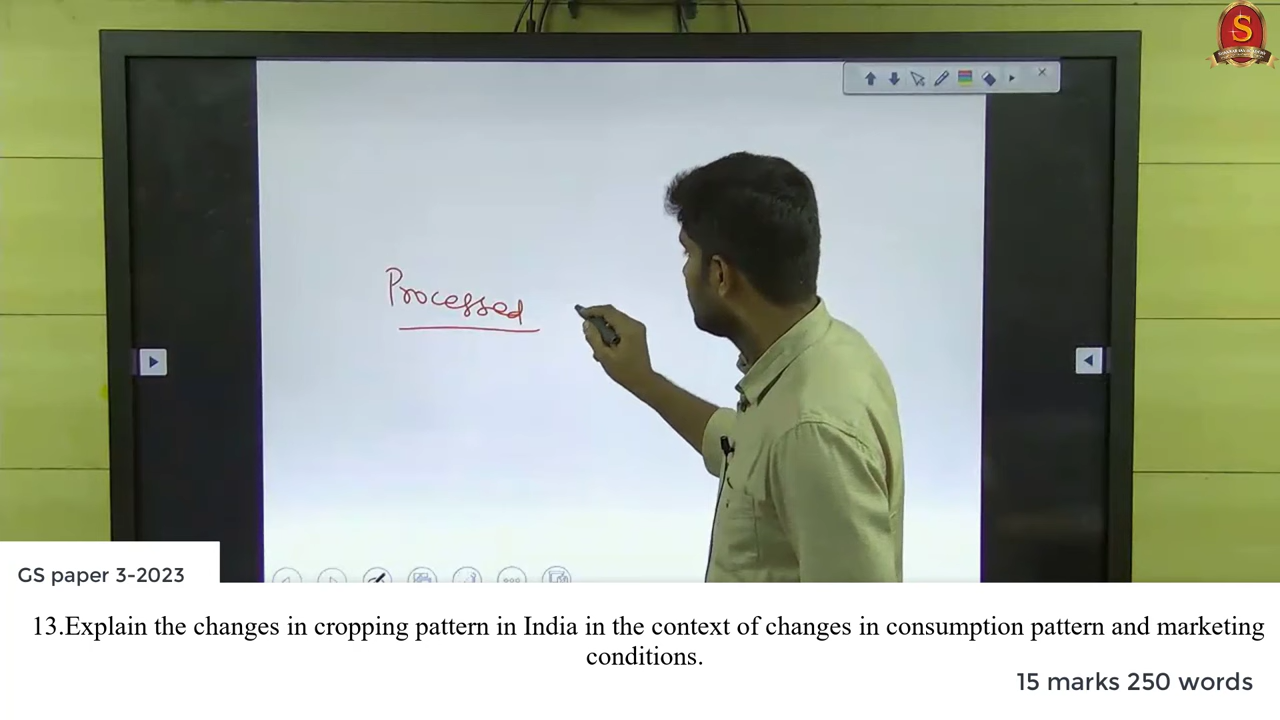 S
Processed
GS paper 3-2023
13.Explain the changes in cropping pattern in India in the context of changes in consumption pattern and marketing
conditions.
15 marks 250 words